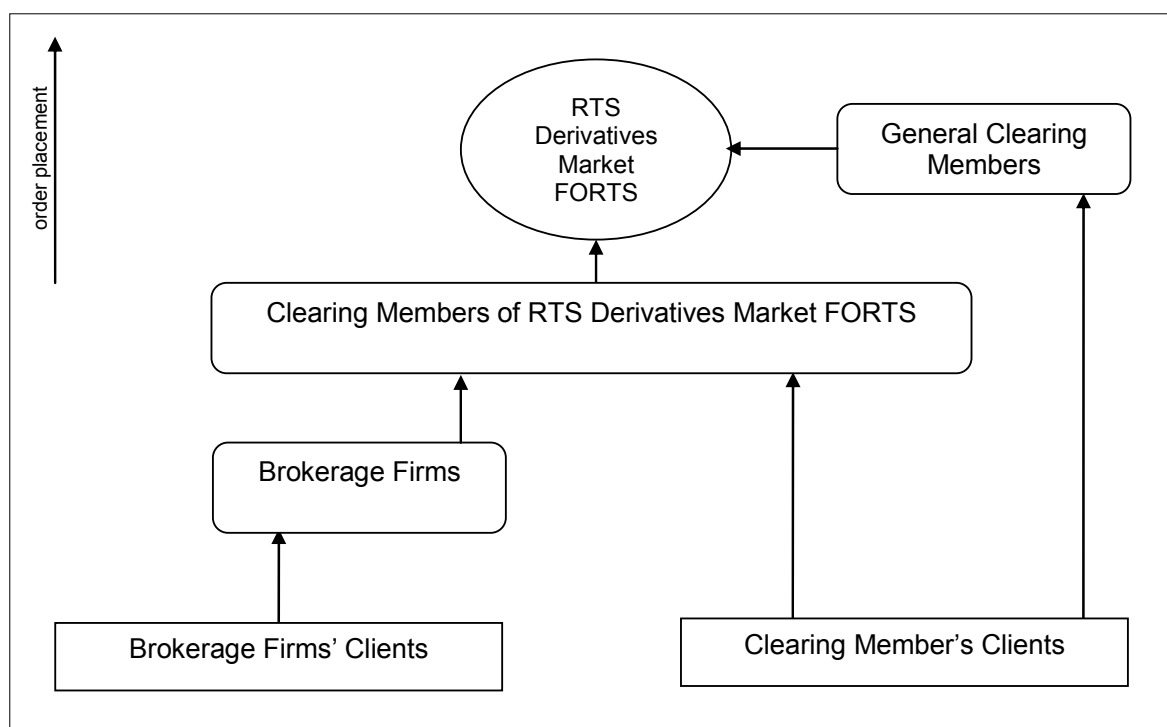 order placement
RTS
Derivatives
Market
FORTS
General Clearing
Members
Clearing Members of RTS Derivatives Market FORTS
Brokerage Firms
Brokerage Firms’ Clients
Clearing Member’s Clients